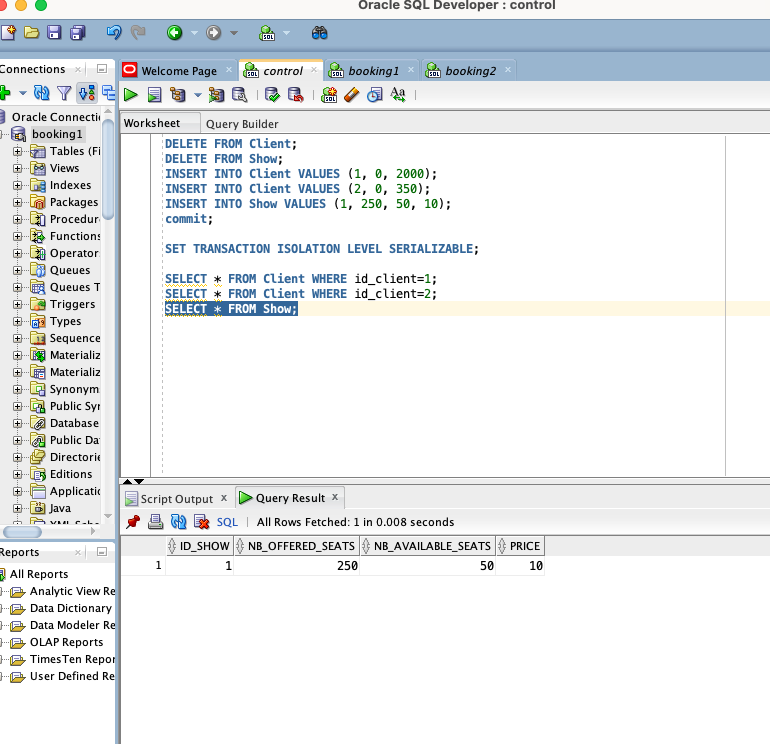 Oracle SQL Developer : control
Connections
Oracle Connectio
booking1
Tables (Fi
Views
Indexes
Packages
Procedur
Functions
Operator
Queues
Queues T
Triggers
Types
Sequence
Materializ
Materializ
Synonym
Public Syn
Database
Public Da
Directorie
Editions
Applicatio
Java
XML Sche
Reports
All Reports
Analytic View Re
Data Dictionary
Data Modeler Re
OLAP Reports
TimesTen Repor
User Defined Re
Welcome Page
control
booking1
booking2
Aa
Worksheet
Query Builder
DELETE FROM Client;
DELETE FROM Show;
INSERT INTO Client VALUES (1, 0, 2000);
INSERT INTO Client VALUES (2, 0, 350);
INSERT INTO Show VALUES (1, 250, 50, 10);
commit;
SET TRANSACTION ISOLATION LEVEL SERIALIZABLE;
SELECT * FROM Client WHERE id_client=1;
SELECT * FROM Client WHERE id_client=2;
SELECT * FROM Show;
Script Output x
Query Result x
SQL | All Rows Fetched: 1 in 0.008 seconds
ID_SHOW NB_OFFERED_SEATS NB_AVAILABLE_SEATS PRICE
1 1 250 50 10